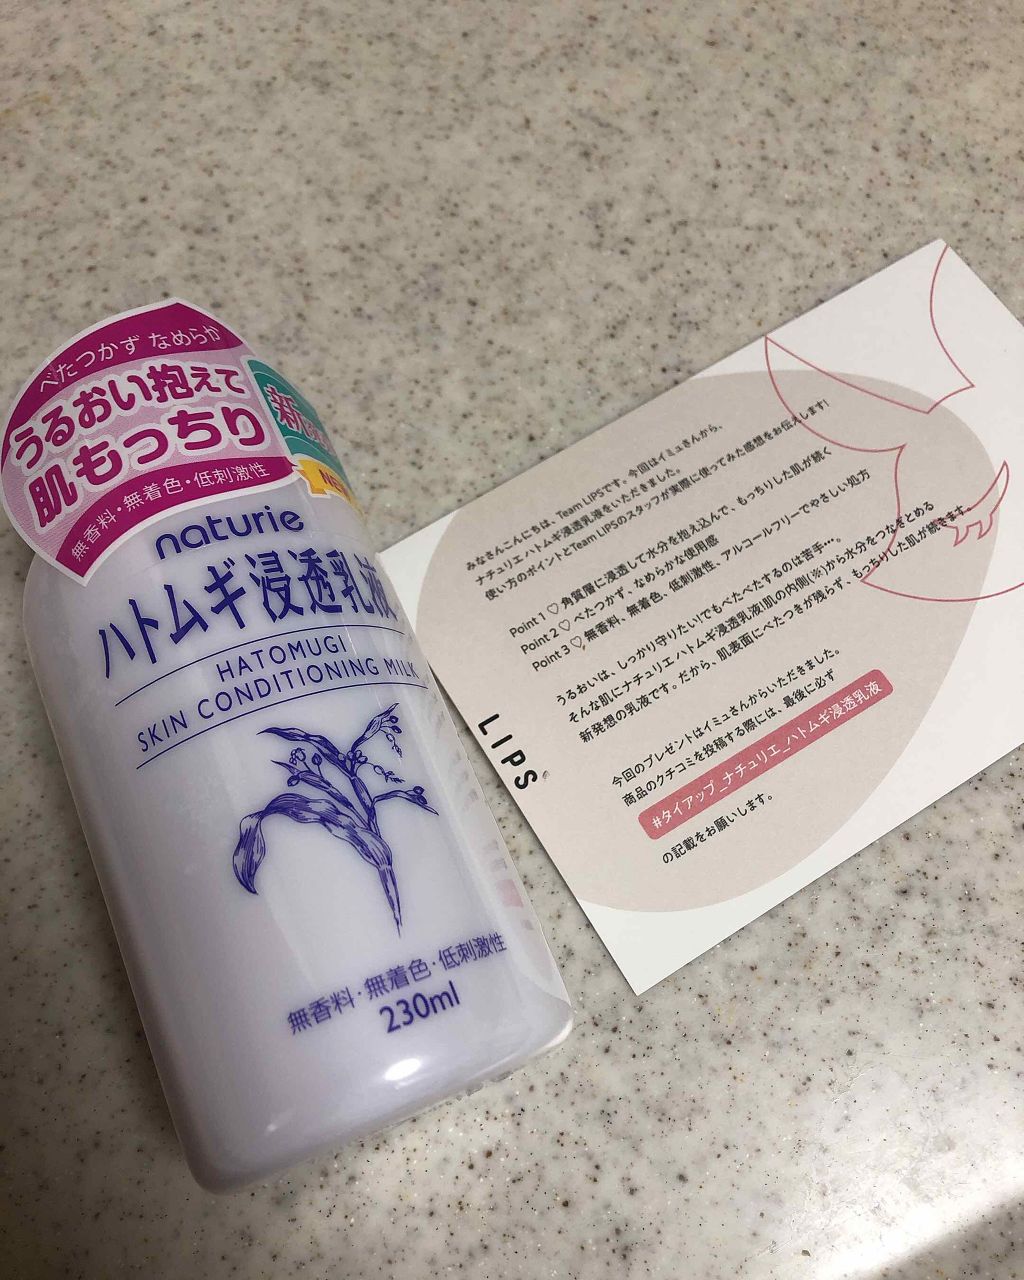 べたつかず なめらか
うるおい抱えて
肌もっちり
無香料・無着色・低刺激性
新
naturie
ハトムギ浸透乳液
HATOMUGI
SKIN CONDITIONING MILK
無香料・無着色・低刺激性
230ml
LIPS
みなさんこんにちは、Team LIPSです。今回はイミュさんから、
ナチュリエ ハトムギ浸透乳液をいただきました。
使い方のポイントとTeam LIPSのスタッフが実際に使ってみた感想をお伝えします!
Point 1 ♡ 角質層に浸透して水分を抱え込んで、もっちりした肌が続く
Point 2 ♡ べたつかず、なめらかな使用感
Point 3 ♡ 無香料、無着色、低刺激性、アルコールフリーでやさしい処方
うるおいは、しっかり守りたい!でもべたべたするのは苦手…。
そんな肌にナチュリエ ハトムギ浸透乳液!肌の内側(※)から水分をつなぎとめる
新発想の乳液です。だから、肌表面にべたつきが残らず、もっちりした肌が続きます。
今回のプレゼントはイミュさんからいただきました。
商品のクチコミを投稿する際には、最後に必ず
#タイアップ_ナチュリエ_ハトムギ浸透乳液
の記載をお願いします。